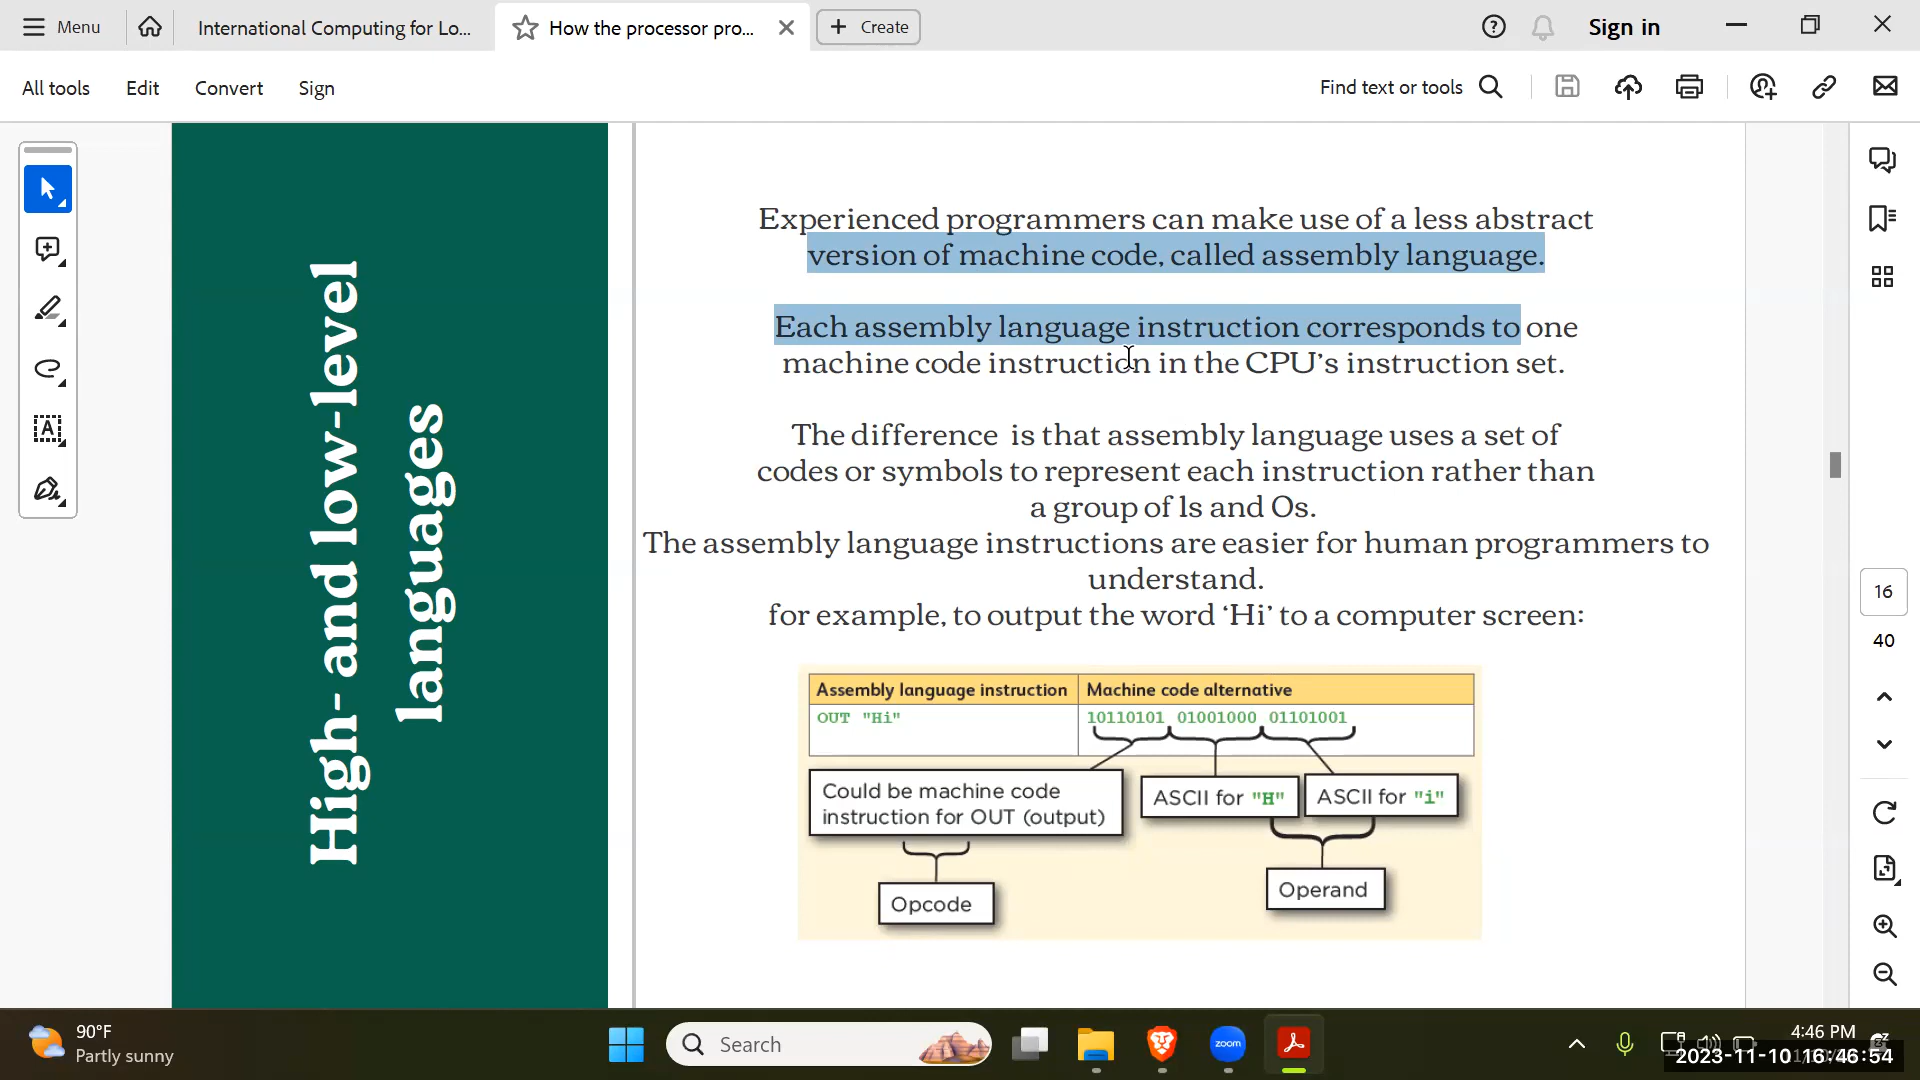 Menu
International Computing for Lo...
How the processor pro...
Create
Sign in
All tools
Edit
Convert
Sign
Find text or tools
High- and low-level
languages
Experienced programmers can make use of a less abstract
version of machine code, called assembly language.
Each assembly language instruction corresponds to one
machine code instruction in the CPU's instruction set.
The difference is that assembly language uses a set of
codes or symbols to represent each instruction rather than
a group of 1s and Os.
The assembly language instructions are easier for human programmers to
understand.
for example, to output the word 'Hi' to a computer screen:
Assembly language instruction
Machine code alternative
OUT "Hi"
10110101 01001000 01101001
Could be machine code
instruction for OUT (output)
ASCII for "H"
ASCII for "i"
Opcode
Operand
16
40
90°F
Partly sunny
Search
zoom
4:46 PM
2023-11-10 16:46:54